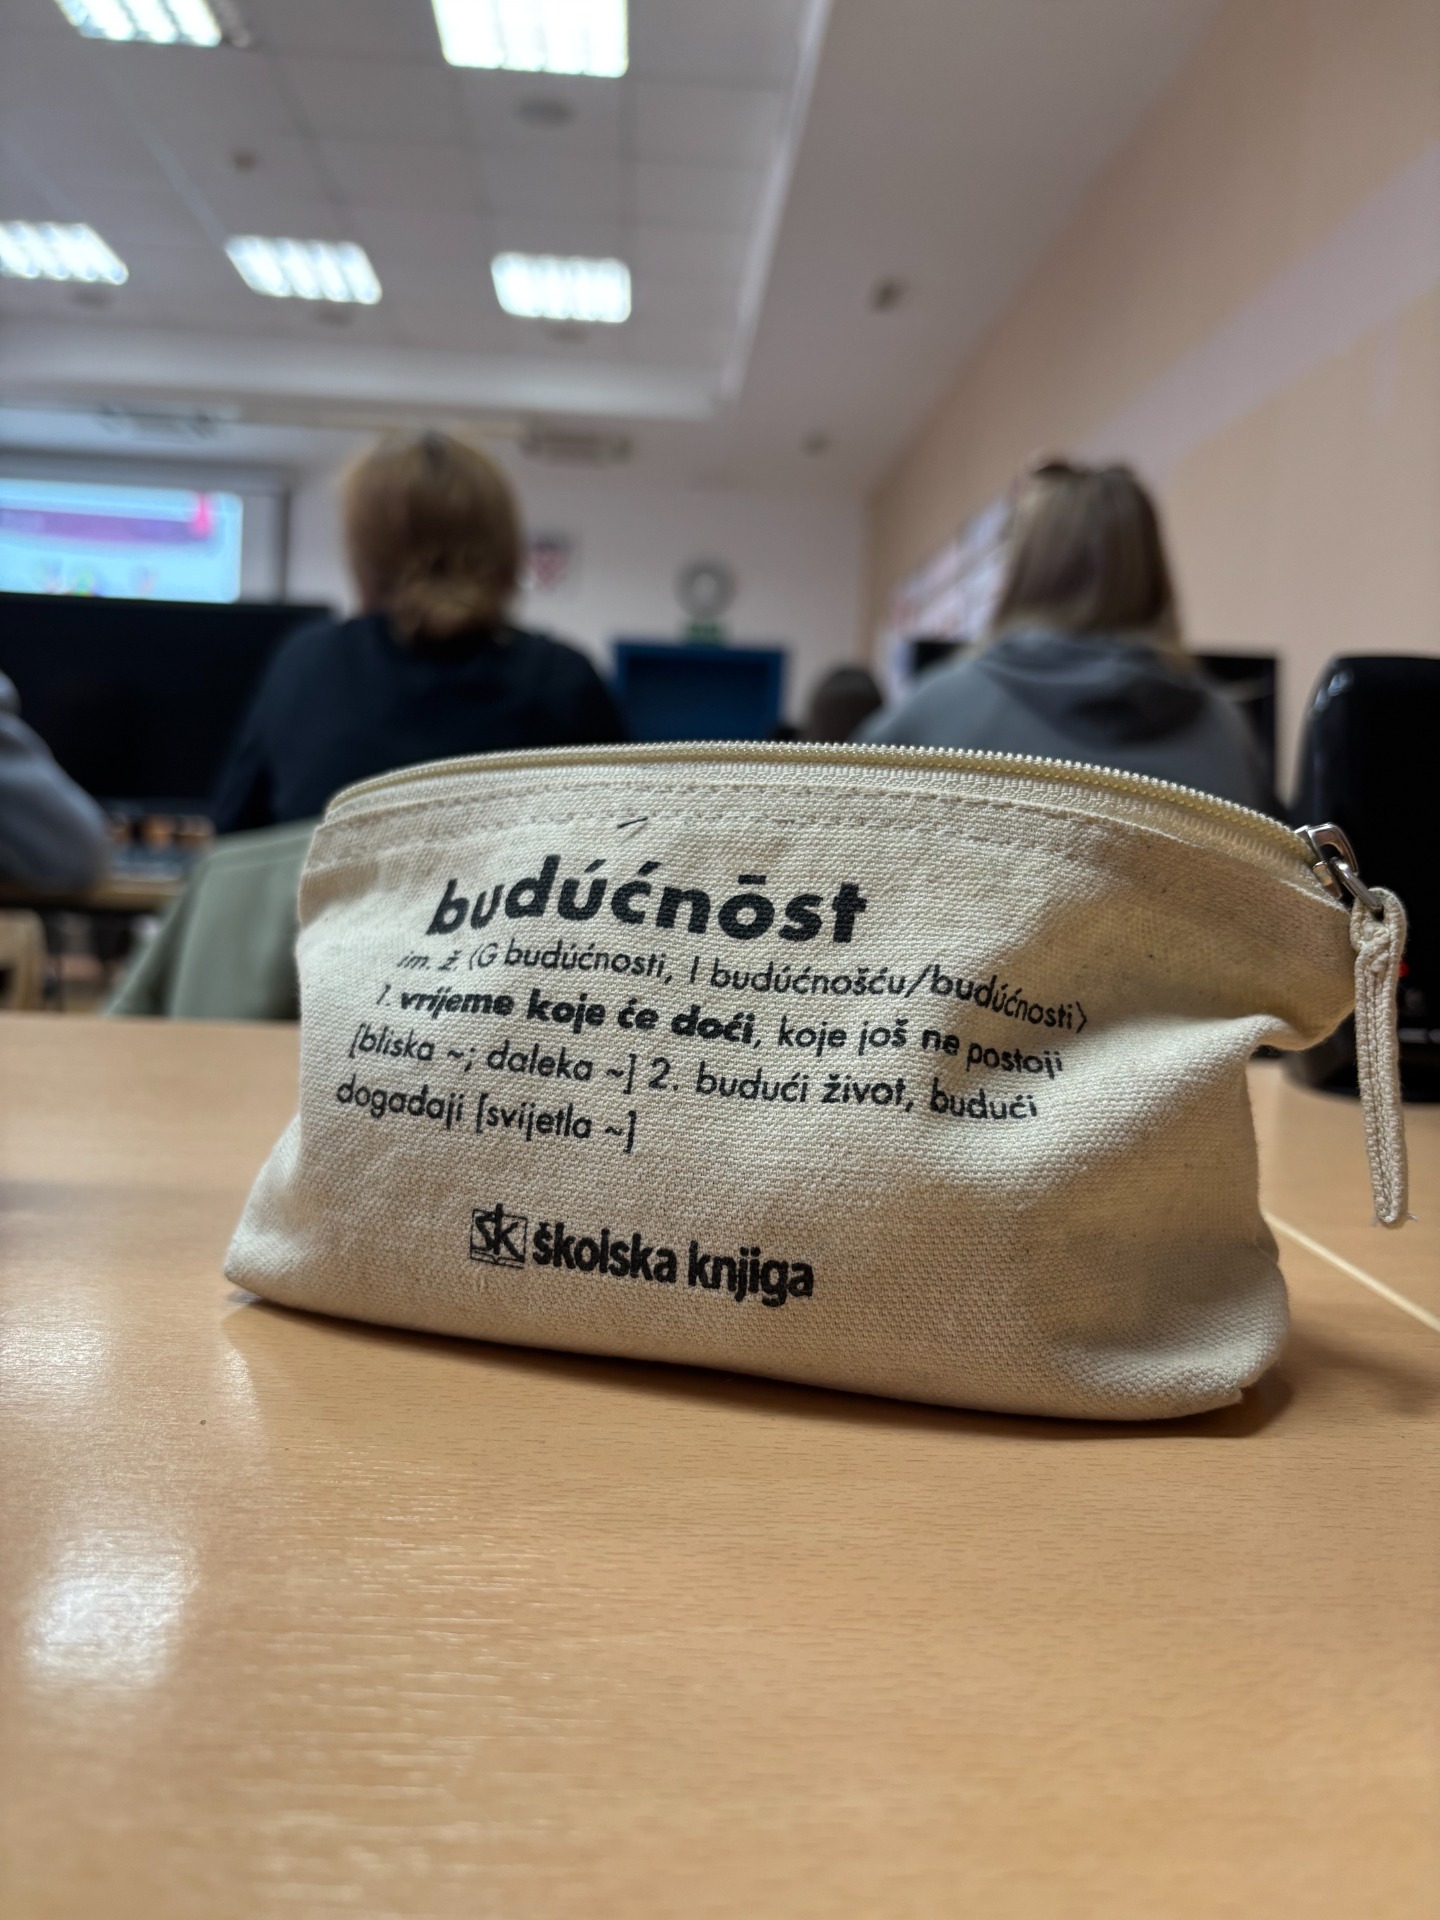 budúćnōst
im. ž. ⟨G budúćnosti, I budúćnošću/budúćnosti⟩
1. vrijeme koje će doći, koje još ne postoji
[bliska ~; daleka ~] 2. budući život, budući
događaji [svijetla ~]
sk školska knjiga